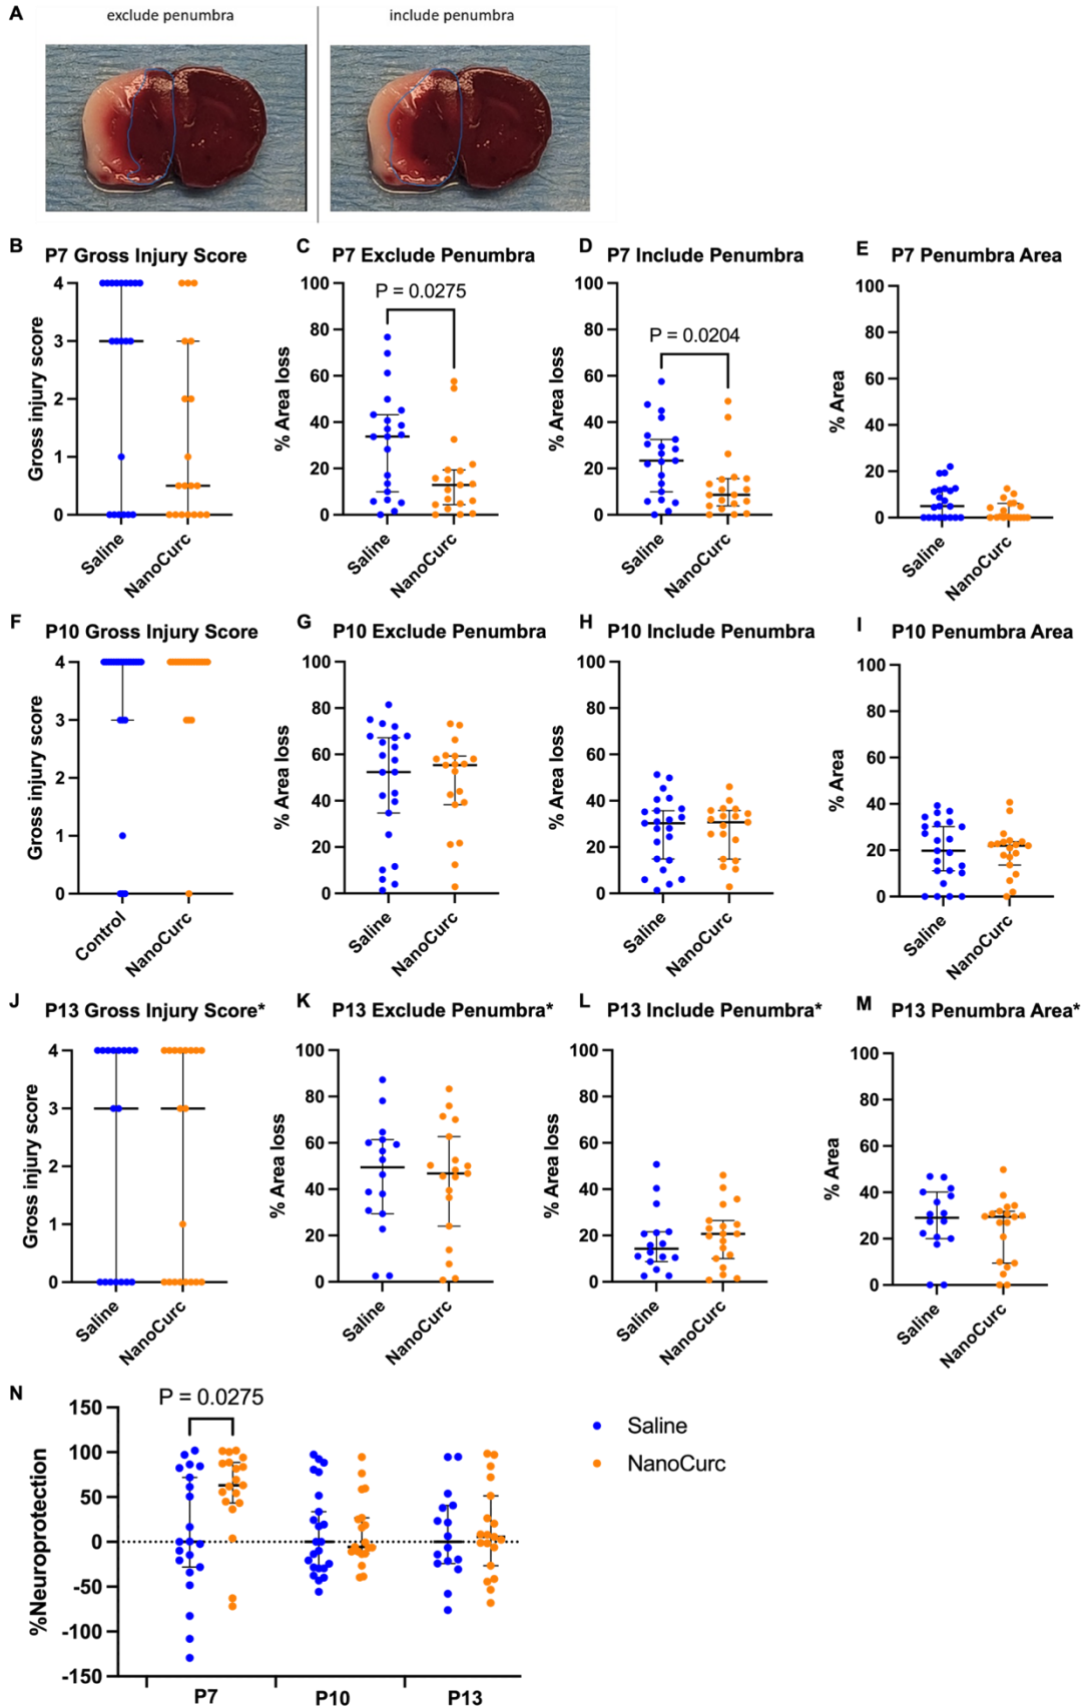 A
exclude penumbra
include penumbra
B P7 Gross Injury Score
Gross injury score
4
3
2
1
0
Saline
NanoCurc
C P7 Exclude Penumbra
P = 0.0275
% Area loss
100
80
60
40
20
0
Saline
NanoCurc
D P7 Include Penumbra
P = 0.0204
% Area loss
100
80
60
40
20
0
Saline
NanoCurc
E P7 Penumbra Area
% Area
100
80
60
40
20
0
Saline
NanoCurc
F P10 Gross Injury Score
Gross injury score
4
3
2
1
0
Control
NanoCurc
G P10 Exclude Penumbra
% Area loss
100
80
60
40
20
0
Saline
NanoCurc
H P10 Include Penumbra
% Area loss
100
80
60
40
20
0
Saline
NanoCurc
I P10 Penumbra Area
% Area
100
80
60
40
20
0
Saline
NanoCurc
J P13 Gross Injury Score*
Gross injury score
4
3
2
1
0
Saline
NanoCurc
K P13 Exclude Penumbra*
% Area loss
100
80
60
40
20
0
Saline
NanoCurc
L P13 Include Penumbra*
% Area loss
100
80
60
40
20
0
Saline
NanoCurc
M P13 Penumbra Area*
% Area
100
80
60
40
20
0
Saline
NanoCurc
N
P = 0.0275
%Neuroprotection
150
100
50
0
-50
-100
-150
P7
P10
P13
Saline
NanoCurc